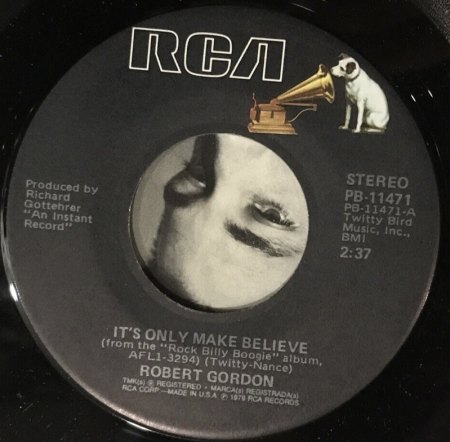 RCA
Produced by
Richard
Gottehrer
"An Instant
Record"
STEREO
PB-11471
PB-11471-A
Twitty Bird
Music, Inc.,
BMI
2:37
IT'S ONLY MAKE BELIEVE
(from the "Rock Billy Boogie" album,
AFL1-3294) (Twitty-Nance)
ROBERT GORDON
TMK(s) ® REGISTERED • MARCA(s) REGISTRADA(s)
RCA CORP.—MADE IN U.S.A. ℗ 1979 RCA RECORDS